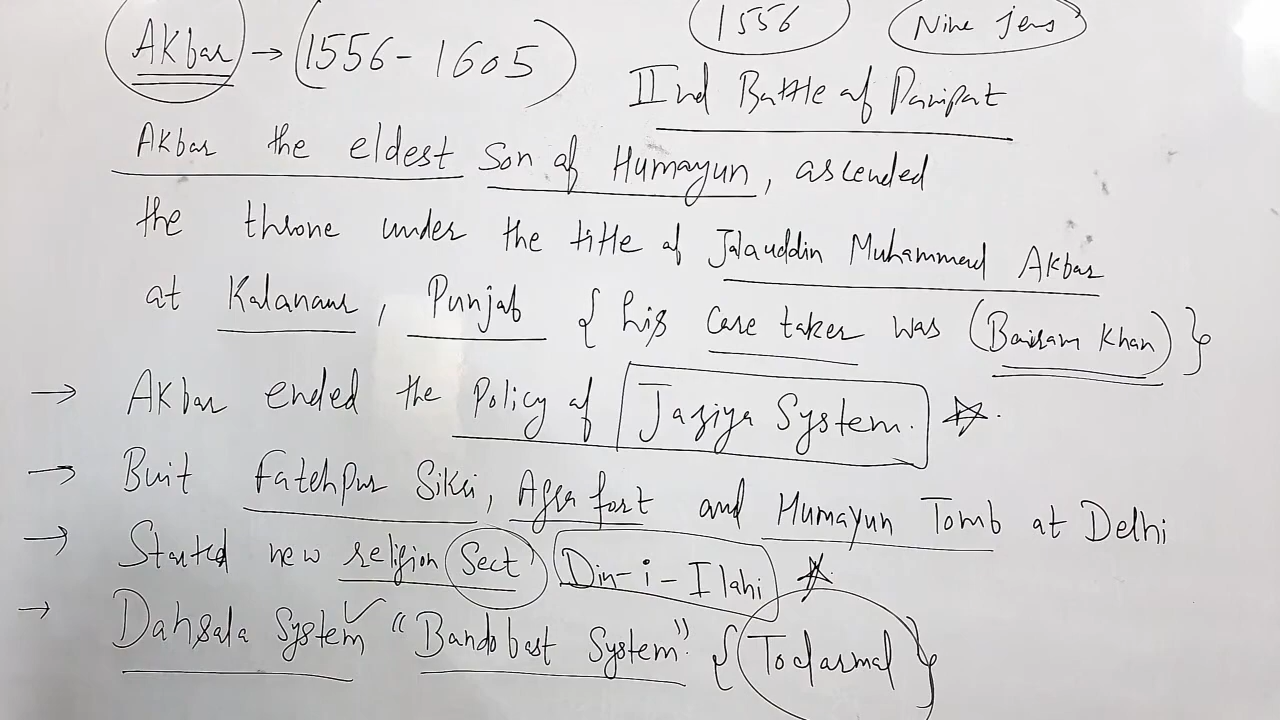 Akbar → (1556-1605)
1556
Nine Jems
IInd Battle of Panipat
Akbar the eldest Son of Humayun, ascended
the throne under the title of Jalauddin Muhammad Akbar
at Kalanaur, Punjab { his Care taker was (Bairam Khan) }
→ Akbar ended the Policy of Jaziya System.
→ Buit Fatehpur Sikri, Agra fort and Humayun Tomb at Delhi
→ Started new religion Sect Din-i-Ilahi
→ Dahsala System "Bandobast System" { Todarmal }